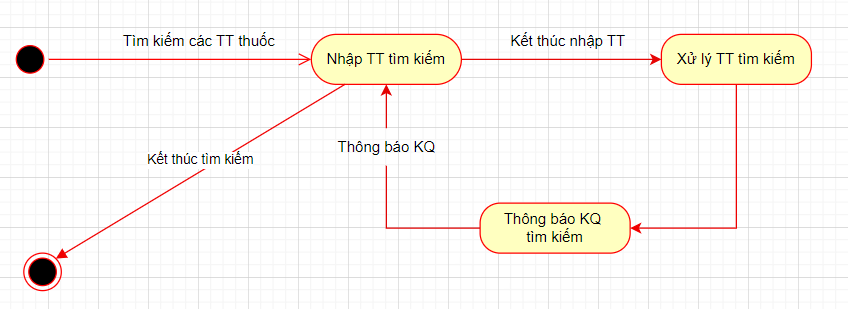 Tìm kiếm các TT thuốc
Nhập TT tìm kiếm
Kết thúc nhập TT
Xử lý TT tìm kiếm
Kết thúc tìm kiếm
Thông báo KQ
Thông báo KQ
tìm kiếm